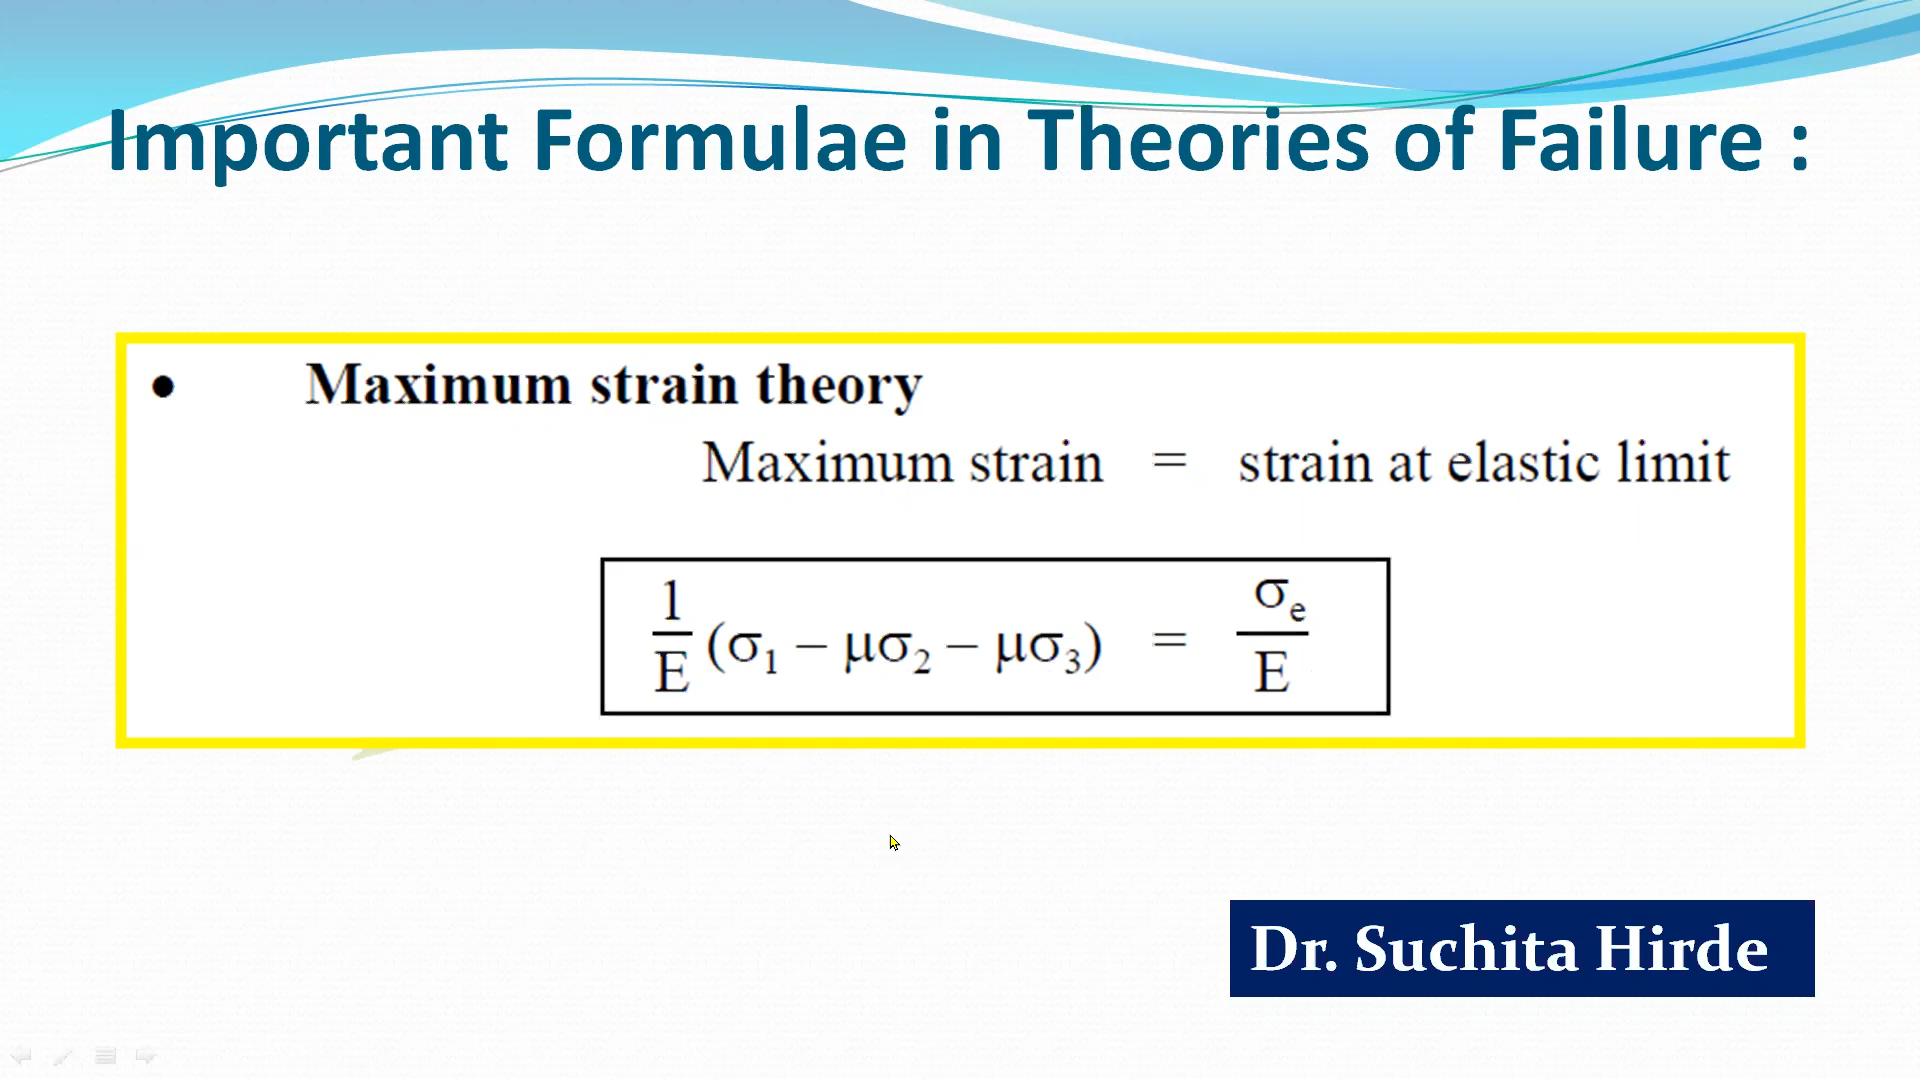 Important Formulae in Theories of Failure :
• Maximum strain theory
Maximum strain = strain at elastic limit
1/E (σ₁ – μσ₂ – μσ₃) = σₑ/E
Dr. Suchita Hirde